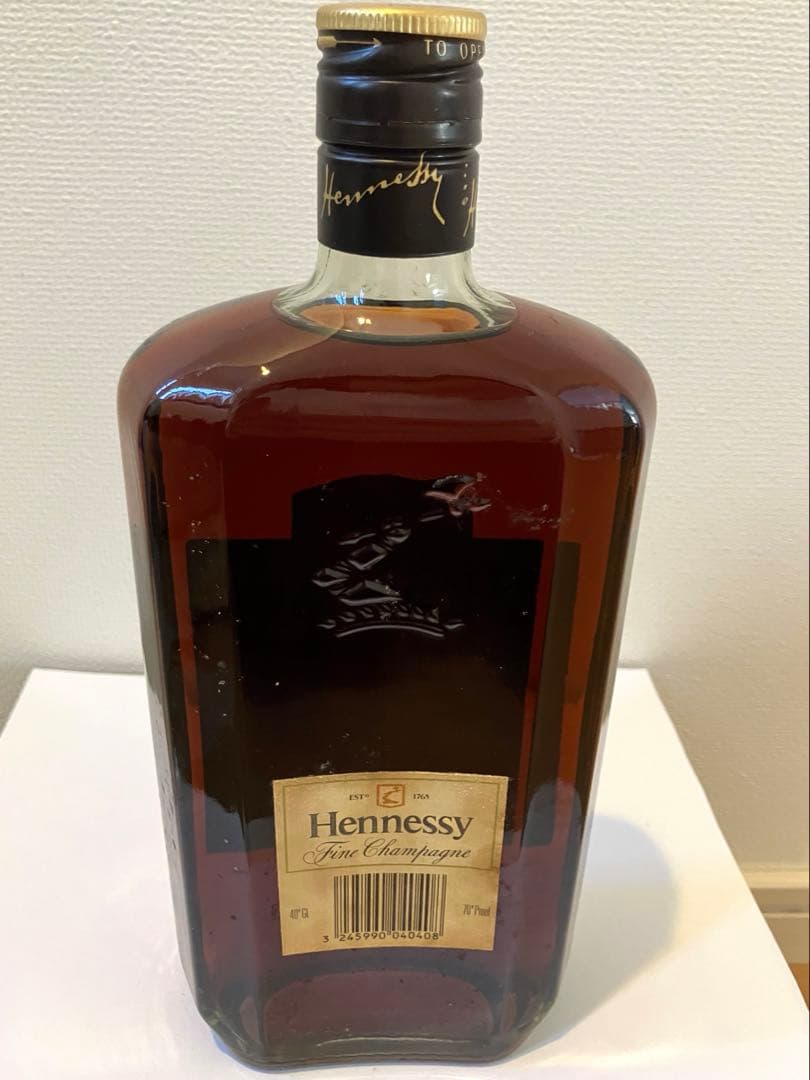 TO OPE
Hennessy
H
ESTD 1765
Hennessy
Fine Champagne
40° GL 70° Proof
3 245990 040408